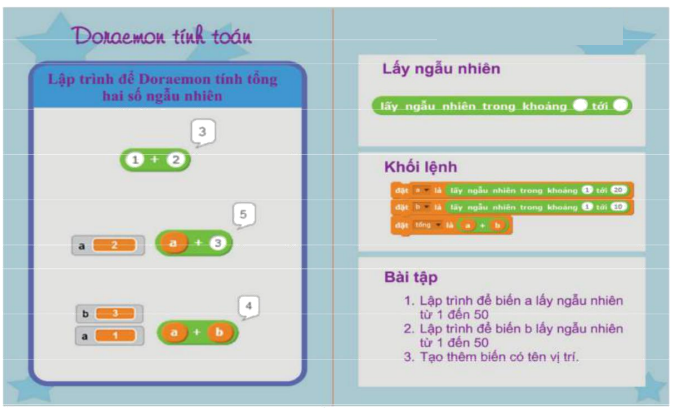 Doraemon tính toán
Lập trình để Doraemon tính tổng
hai số ngẫu nhiên
3
1 + 2
5
a 2 a + 3
4
b 3
a 1 a + b
Lấy ngẫu nhiên
lấy ngẫu nhiên trong khoảng tới
Khối lệnh
đặt a là lấy ngẫu nhiên trong khoảng 1 tới 20
đặt b là lấy ngẫu nhiên trong khoảng 1 tới 10
đặt tổng là a + b
Bài tập
1. Lập trình để biến a lấy ngẫu nhiên
từ 1 đến 50
2. Lập trình để biến b lấy ngẫu nhiên
từ 1 đến 50
3. Tạo thêm biến có tên vị trí.